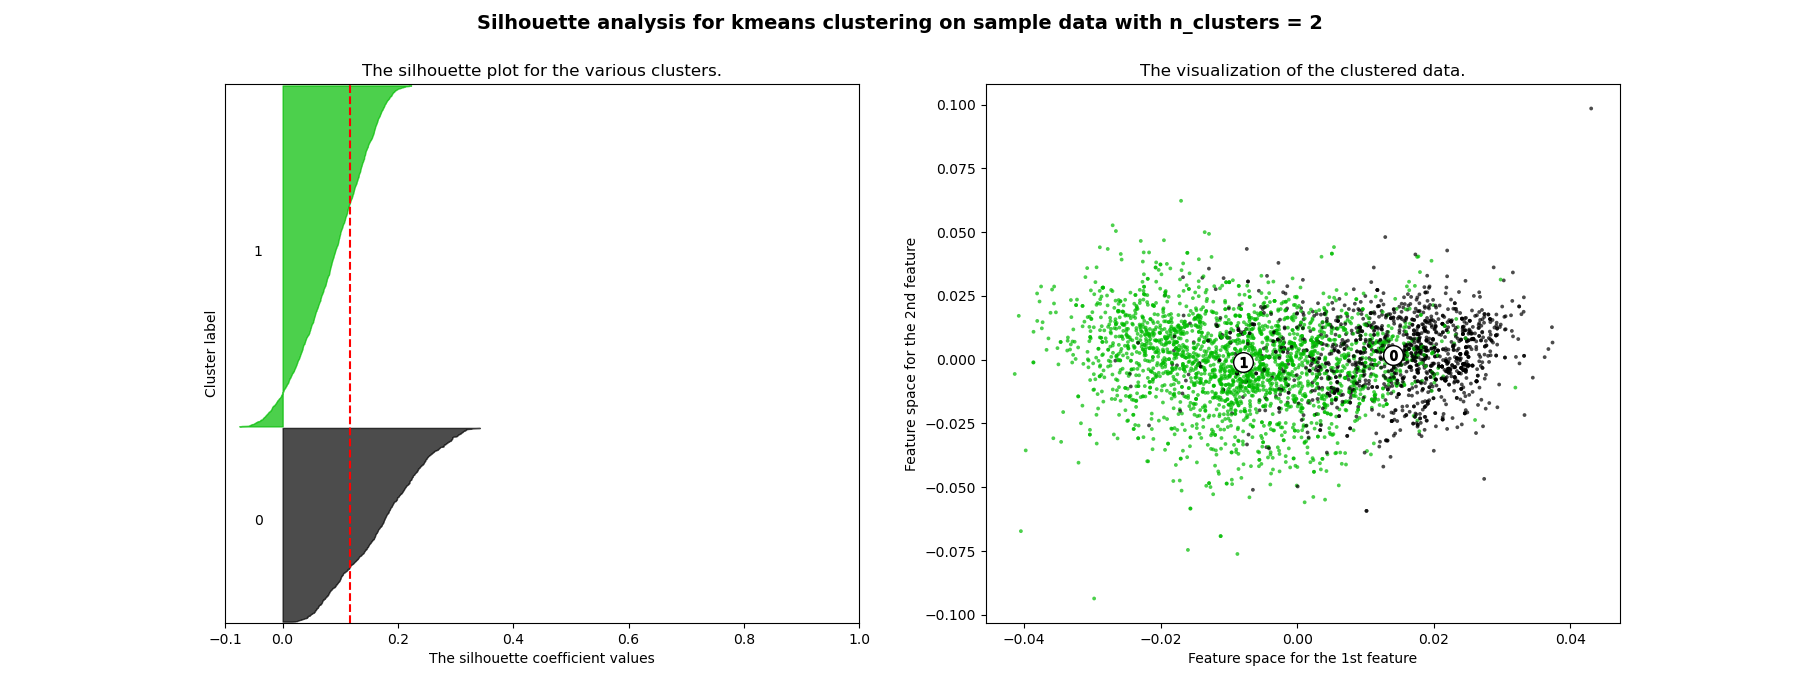 Silhouette analysis for kmeans clustering on sample data with n_clusters = 2
The silhouette plot for the various clusters.
1
0
Cluster label
−0.1 0.0 0.2 0.4 0.6 0.8 1.0
The silhouette coefficient values
The visualization of the clustered data.
0.100
0.075
0.050
0.025
0.000
−0.025
−0.050
−0.075
−0.100
Feature space for the 2nd feature
1 0
−0.04 −0.02 0.00 0.02 0.04
Feature space for the 1st feature